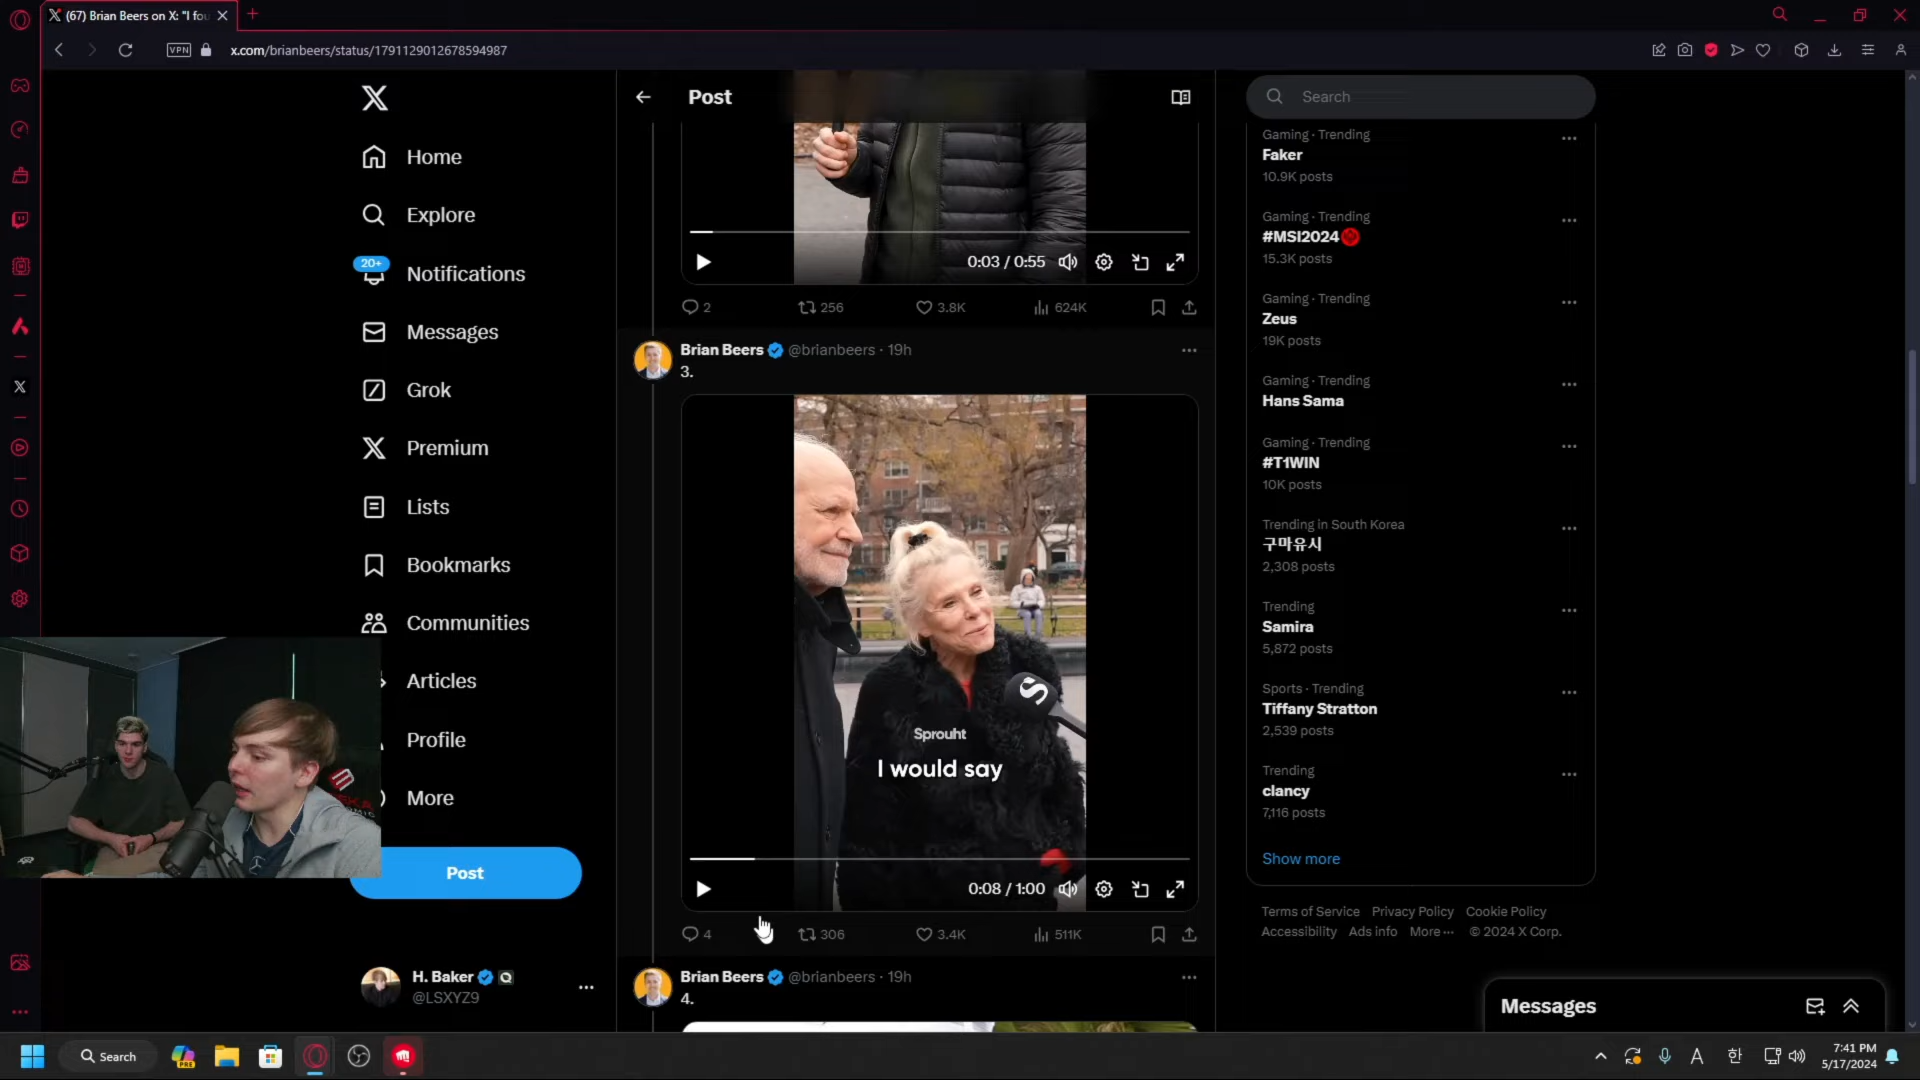 (67) Brian Beers on X: "I fou
VPN
x.com/brianbeers/status/1791129012678594987
Home
Explore
20+
Notifications
Messages
Grok
Premium
Lists
Bookmarks
Communities
Articles
Profile
More
Post
H. Baker
@LSXYZ9
Post
0:03 / 0:55
2
256
3.8K
624K
Brian Beers @brianbeers · 19h
3.
Sprouht
I would say
0:08 / 1:00
4
306
3.4K
511K
Brian Beers @brianbeers · 19h
4.
Search
Gaming · Trending
Faker
10.9K posts
Gaming · Trending
#MSI2024
15.3K posts
Gaming · Trending
Zeus
19K posts
Gaming · Trending
Hans Sama
Gaming · Trending
#T1WIN
10K posts
Trending in South Korea
구마유시
2,308 posts
Trending
Samira
5,872 posts
Sports · Trending
Tiffany Stratton
2,539 posts
Trending
clancy
7,116 posts
Show more
Terms of Service Privacy Policy Cookie Policy
Accessibility Ads info More ··· © 2024 X Corp.
Messages
Search
PRE
A
한
7:41 PM
5/17/2024